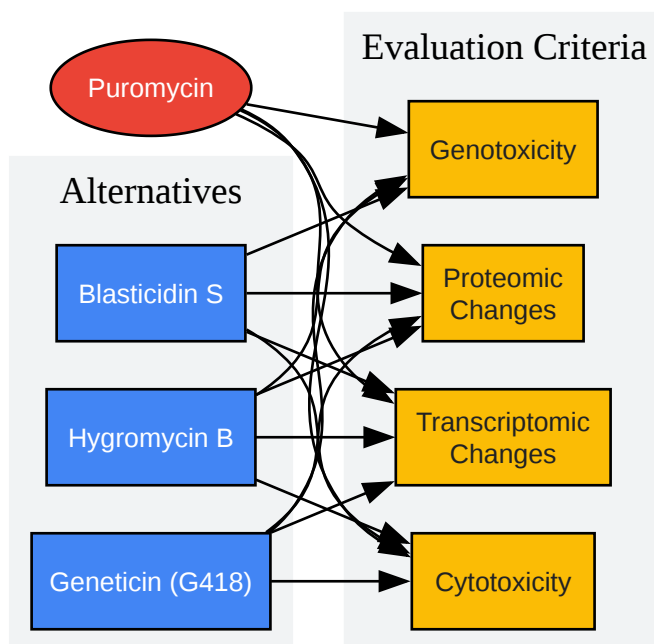 Evaluation Criteria
Puromycin
Genotoxicity
Alternatives
Blasticidin S
Proteomic
Changes
Hygromycin B
Transcriptomic
Changes
Geneticin (G418)
Cytotoxicity